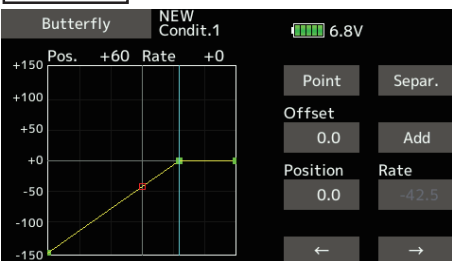 Butterfly
NEW
Condit.1
6.8V
Pos. +60 Rate +0
+150
+100
+50
+0
-50
-100
-150
Point
Separ.
Offset
0.0
Add
Position
Rate
0.0
-42.5
←
→